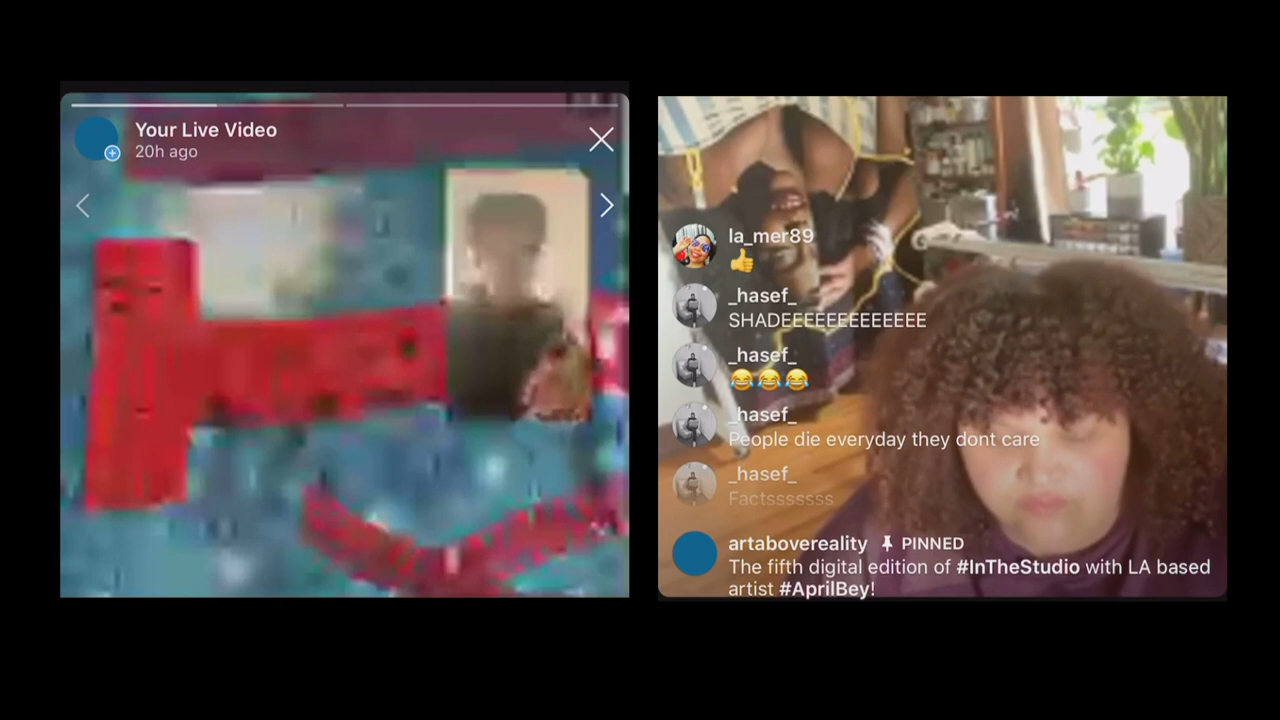 Your Live Video
20h ago
la_mer89
👍
_hasef_
SHADEEEEEEEEEEEEE
_hasef_
😂😂😂
_hasef_
People die everyday they dont care
_hasef_
Factsssssss
artabovereality 📌 PINNED
The fifth digital edition of #InTheStudio with LA based
artist #AprilBey!